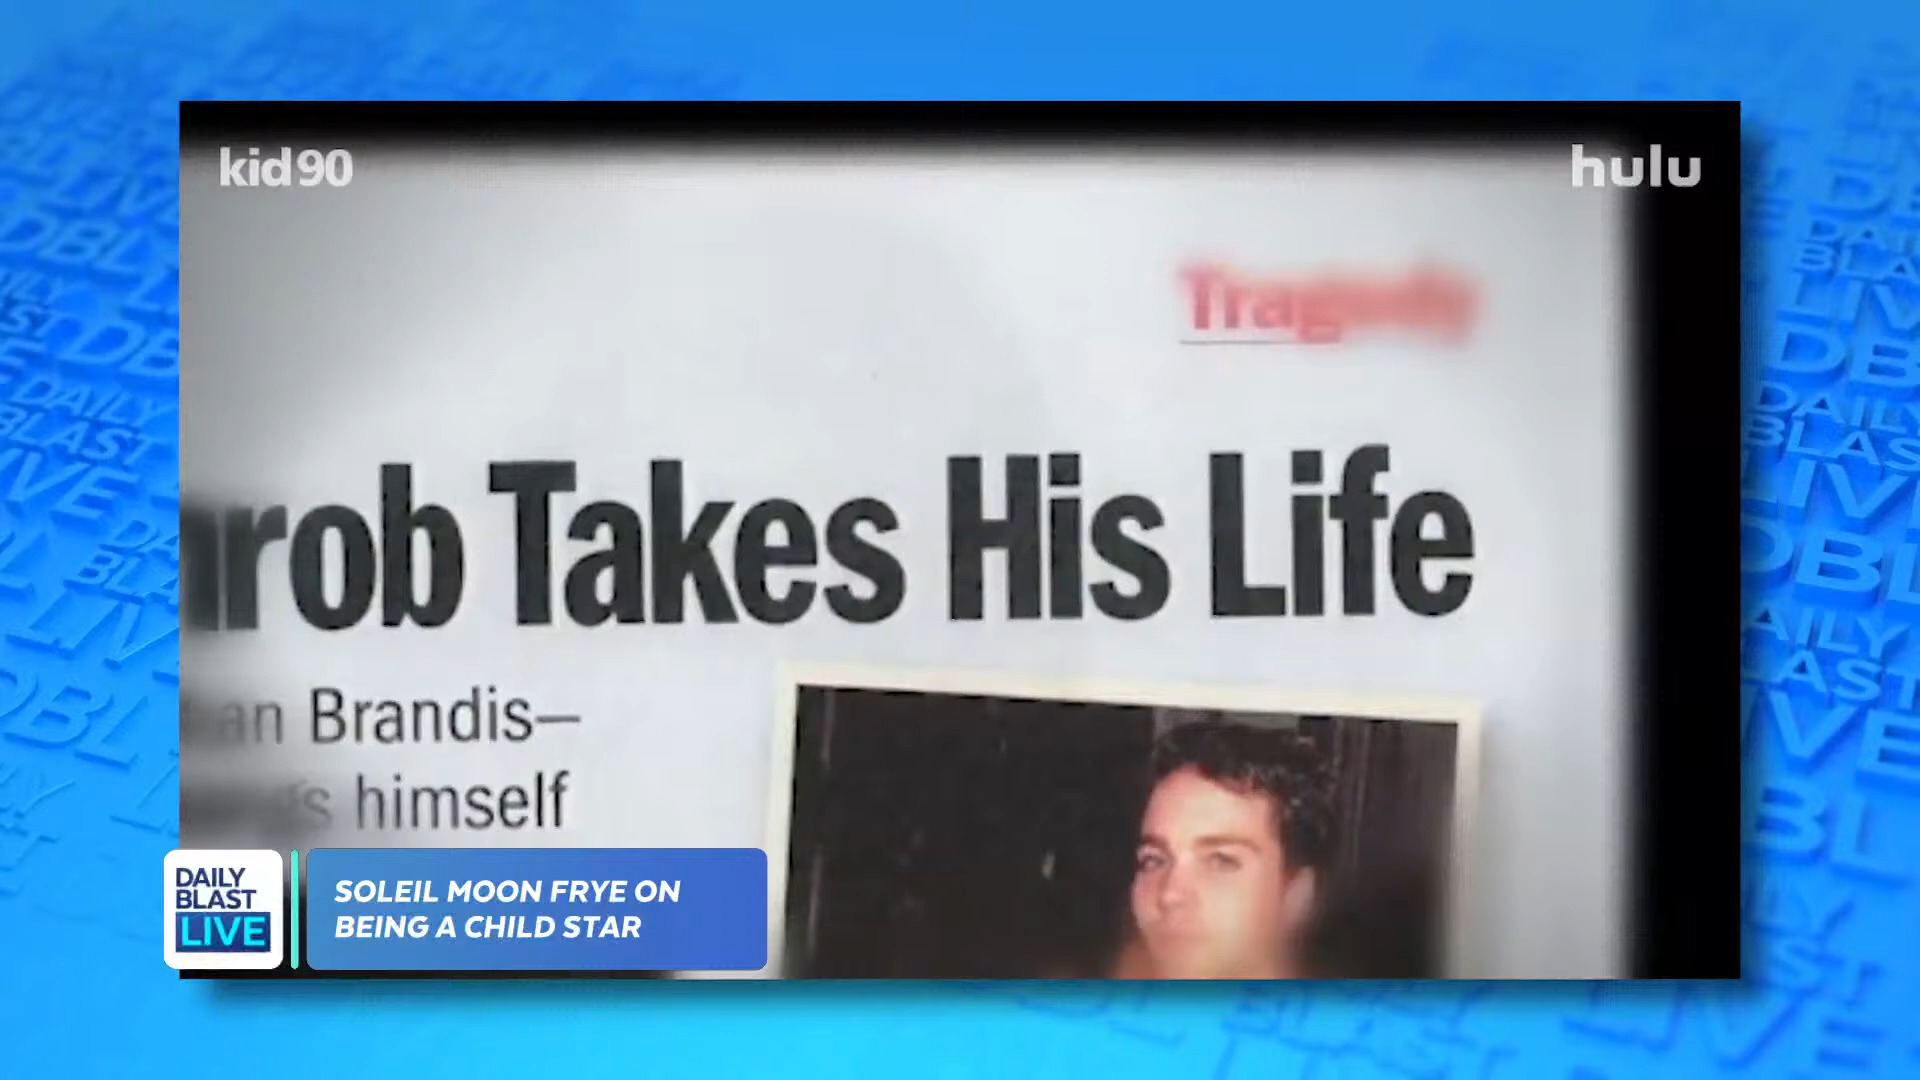 kid90
hulu
Tragedy
rob Takes His Life
an Brandis—
himself
DAILY
BLAST
LIVE
SOLEIL MOON FRYE ON
BEING A CHILD STAR